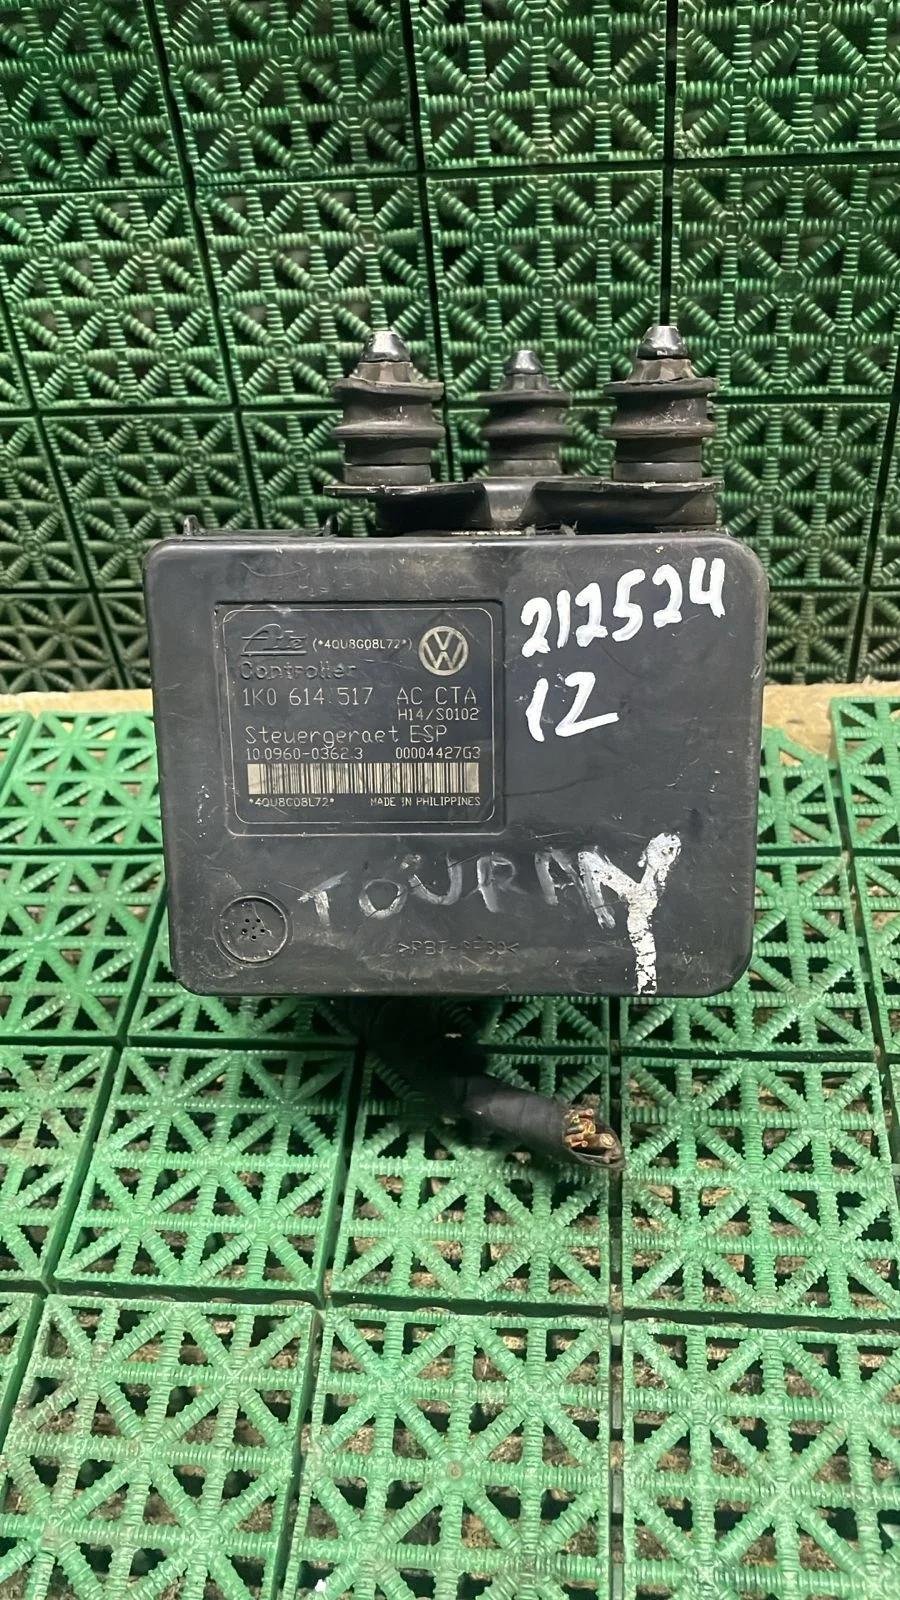 Ate (*4QU8G08L72*)
Controller
1K0 614 517 AC CTA
H14/S0102
Steuergeraet ESP
10.0960-0362.3 00004427G3
*4QU8G08L72* MADE IN PHILIPPINES
212524
12
TOURAN